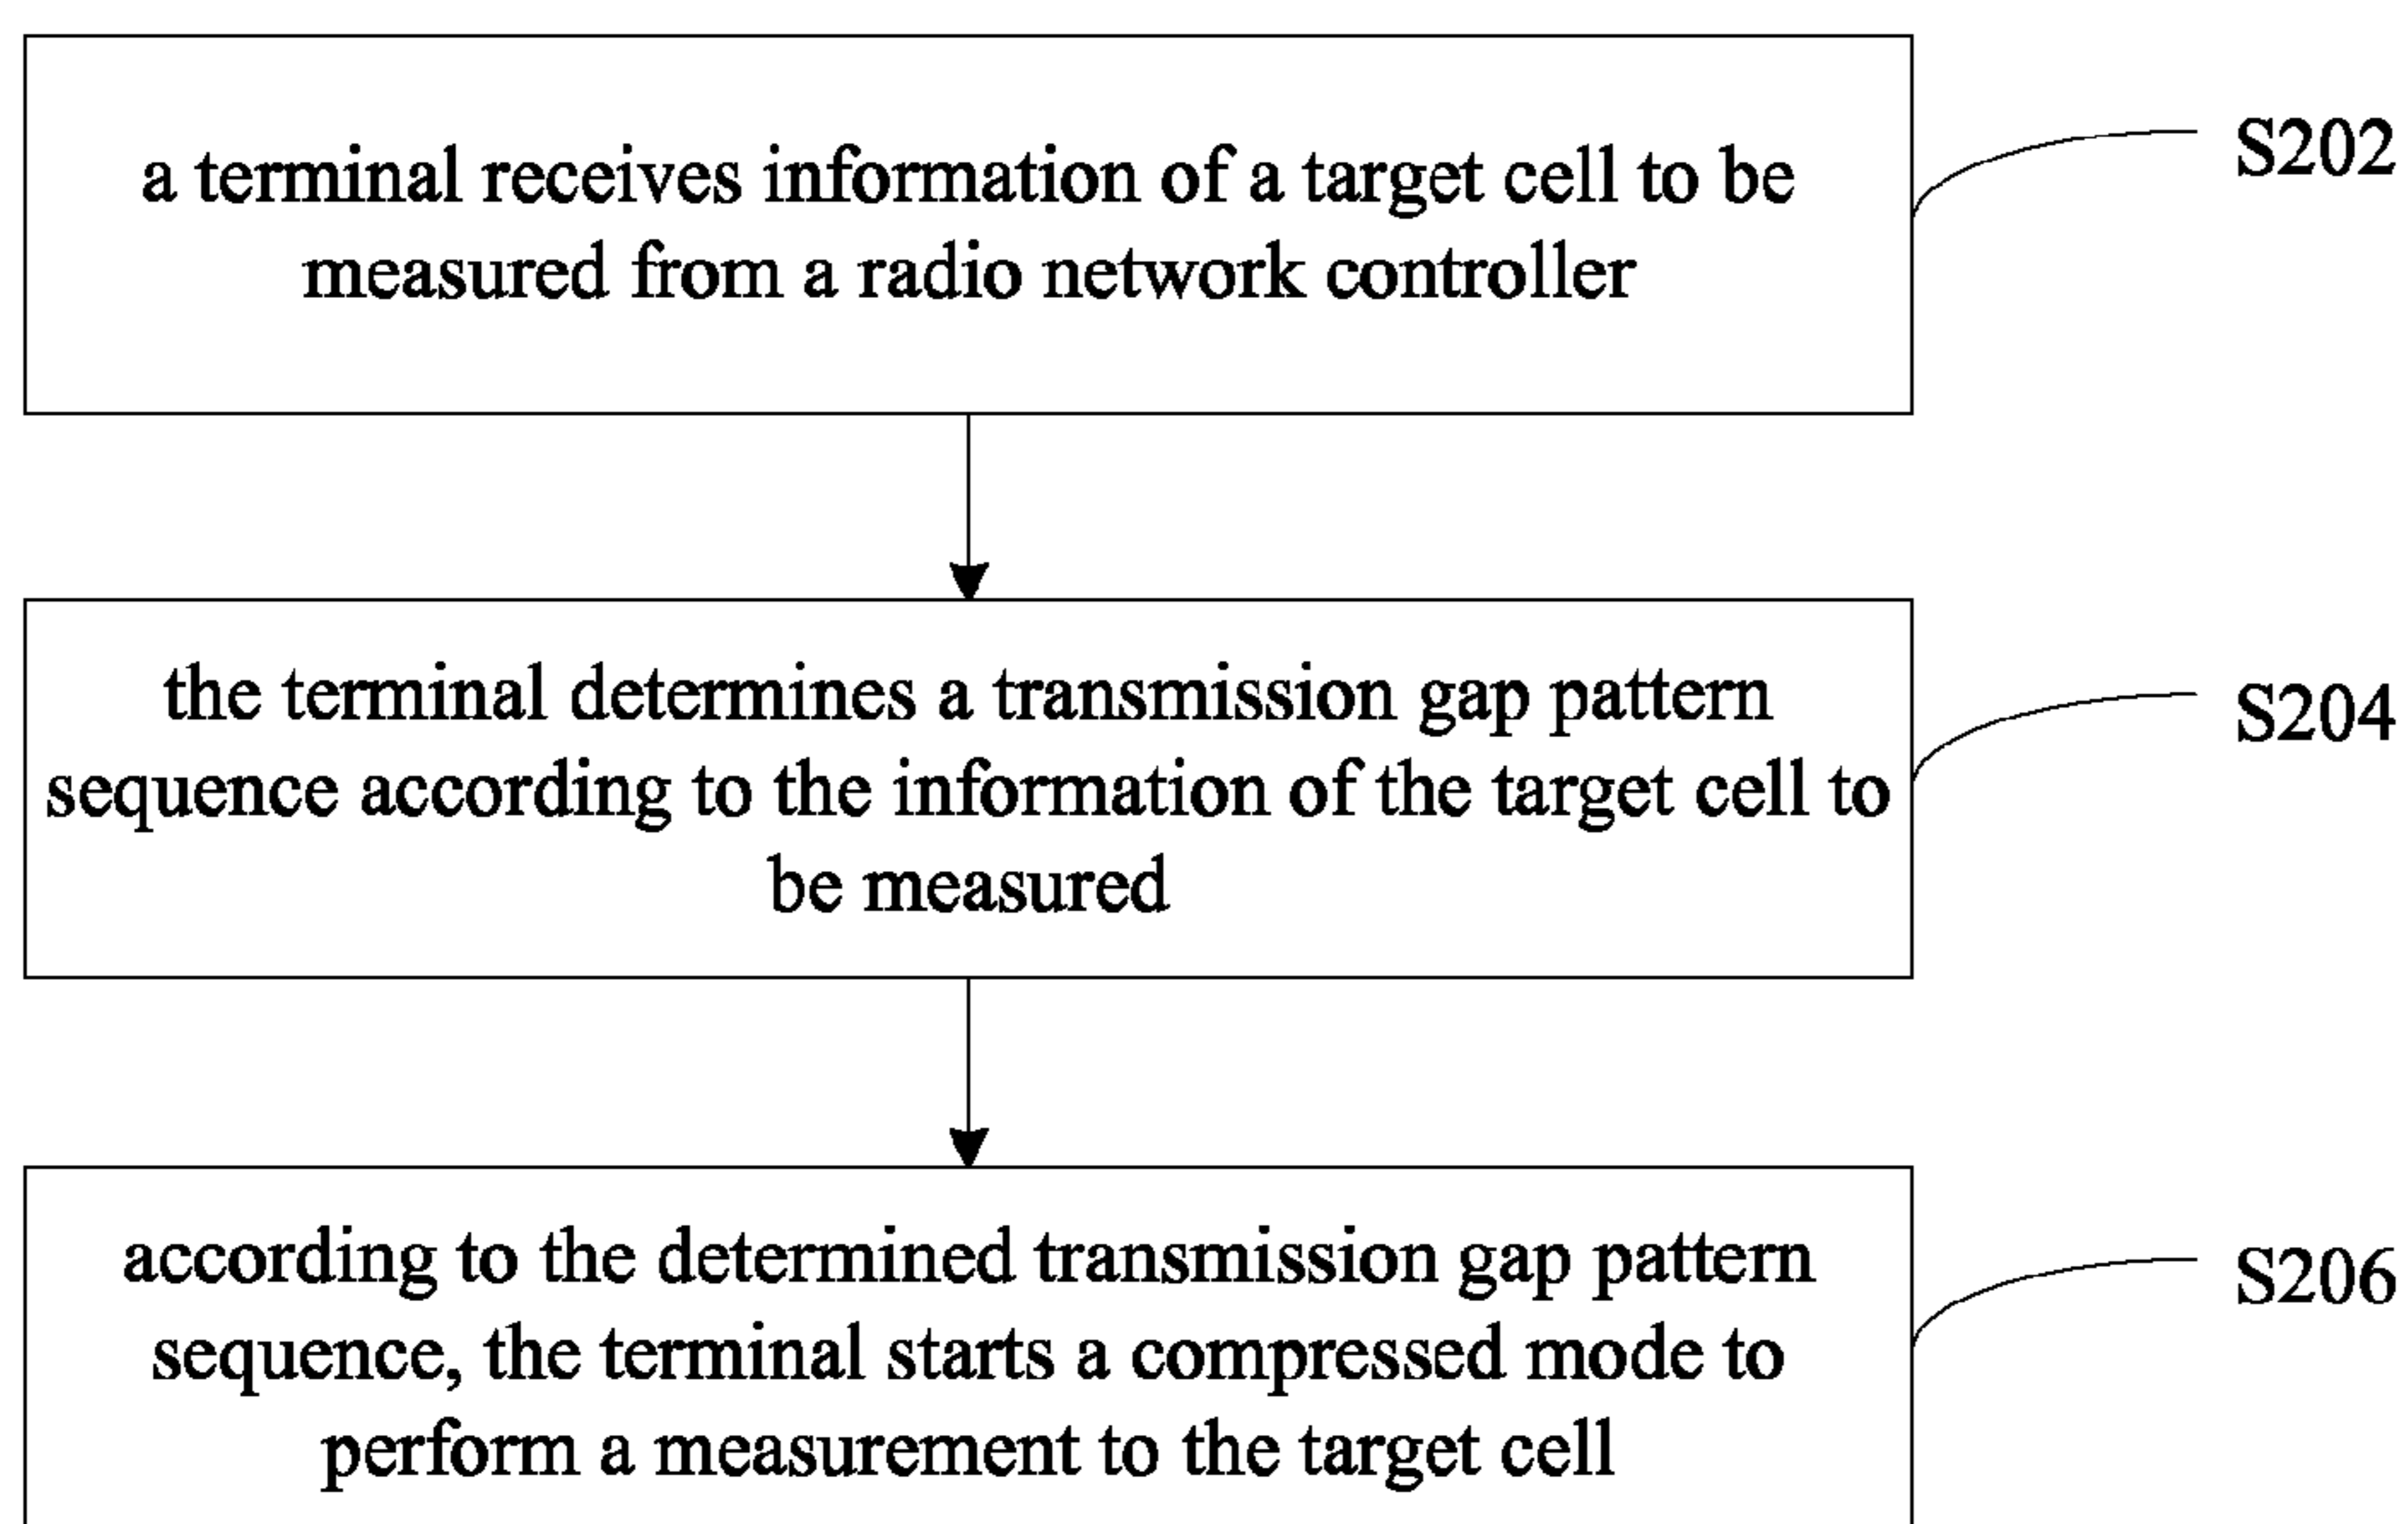 a terminal receives information of a target cell to be
measured from a radio network controller
S202
the terminal determines a transmission gap pattern
sequence according to the information of the target cell to
be measured
S204
according to the determined transmission gap pattern
sequence, the terminal starts a compressed mode to
perform a measurement to the target cell
S206